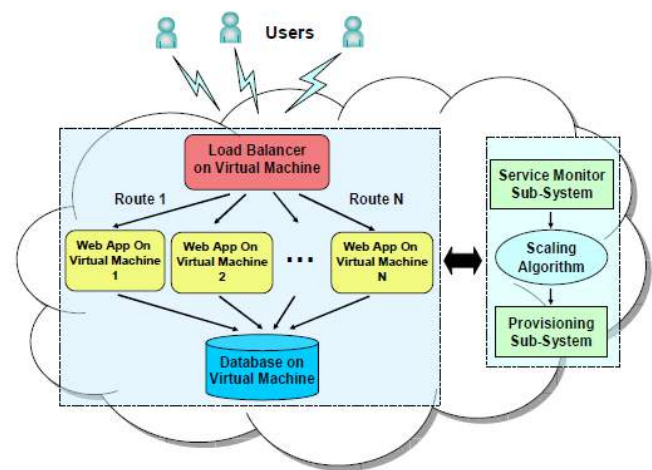 Users
Load Balancer
on Virtual Machine
Route 1
Route N
Web App On
Virtual Machine
1
Web App On
Virtual Machine
2
...
Web App On
Virtual Machine
N
Database on
Virtual Machine
Service Monitor
Sub-System
Scaling
Algorithm
Provisioning
Sub-System